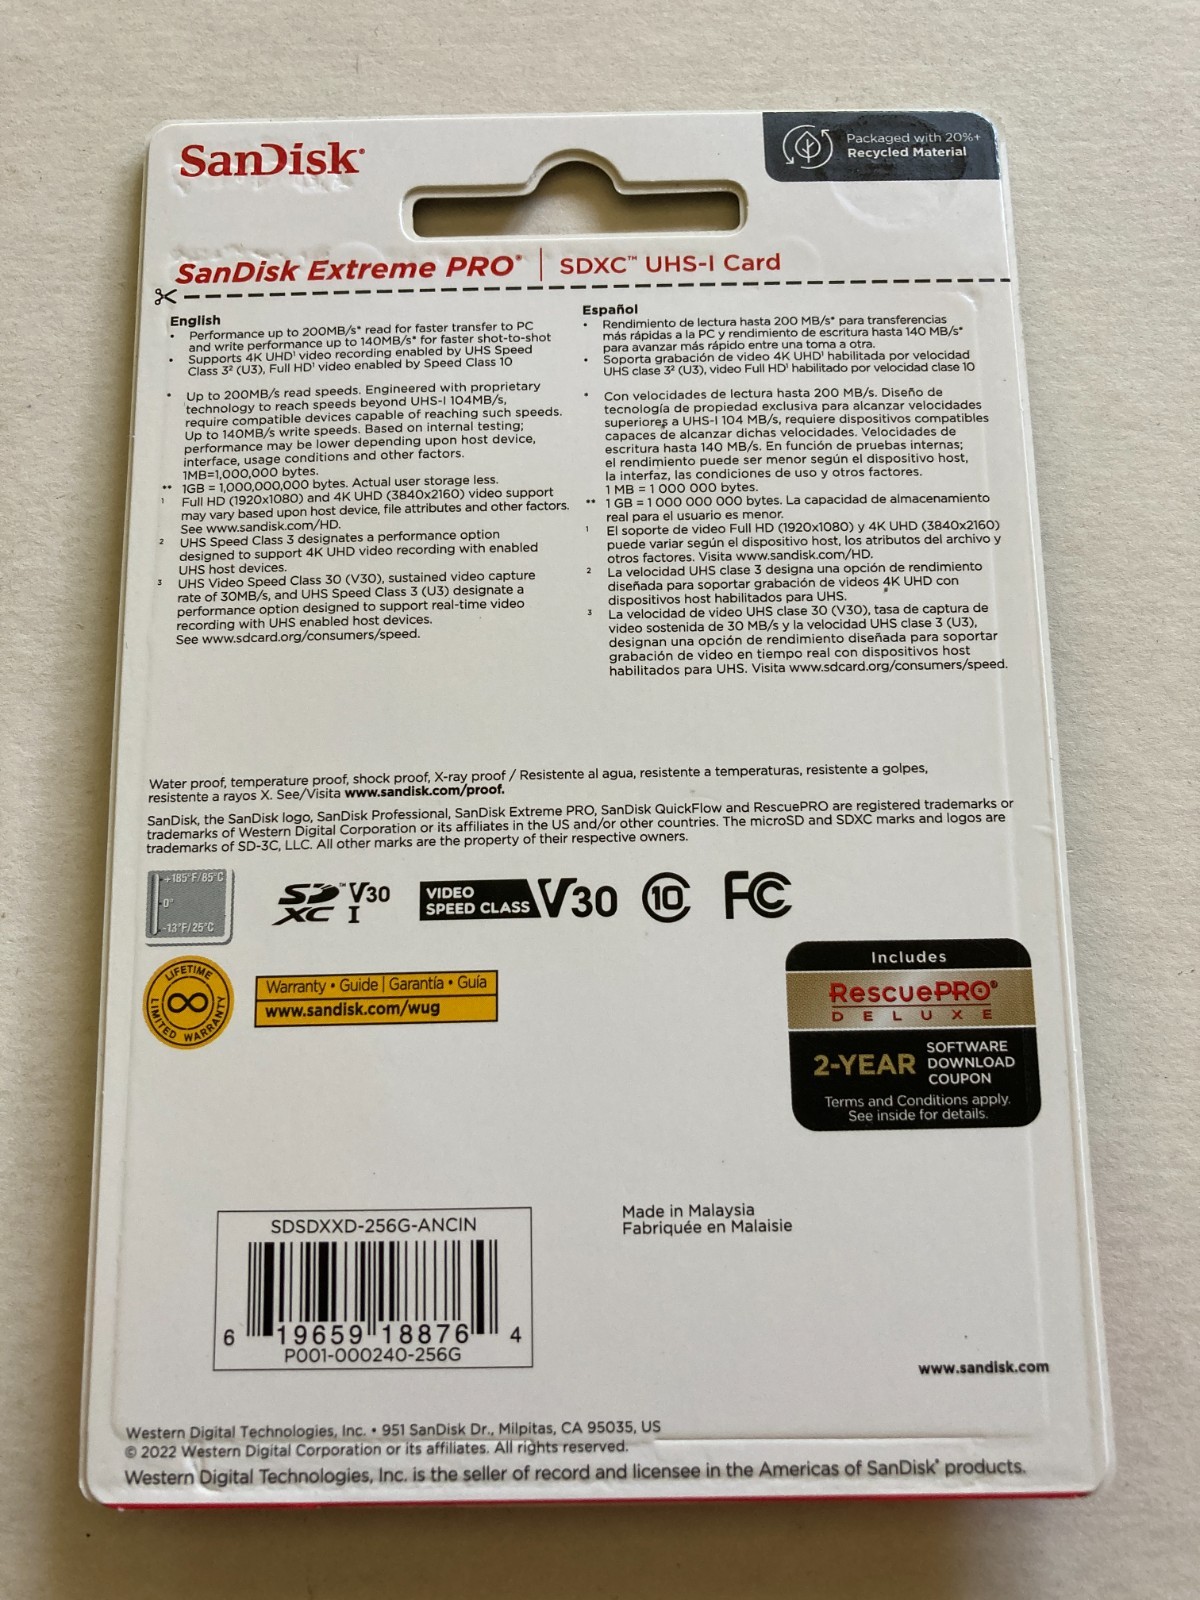 SanDisk®
Packaged with 20%+
Recycled Material
SanDisk Extreme PRO® | SDXC™ UHS-I Card
English
• Performance up to 200MB/s* read for faster transfer to PC
and write performance up to 140MB/s* for faster shot-to-shot
• Supports 4K UHD¹ video recording enabled by UHS Speed
Class 3² (U3), Full HD¹ video enabled by Speed Class 10
* Up to 200MB/s read speeds. Engineered with proprietary
technology to reach speeds beyond UHS-I 104MB/s,
require compatible devices capable of reaching such speeds.
Up to 140MB/s write speeds. Based on internal testing;
performance may be lower depending upon host device,
interface, usage conditions and other factors.
1MB=1,000,000 bytes.
** 1GB = 1,000,000,000 bytes. Actual user storage less.
¹ Full HD (1920x1080) and 4K UHD (3840x2160) video support
may vary based upon host device, file attributes and other factors.
See www.sandisk.com/HD.
² UHS Speed Class 3 designates a performance option
designed to support 4K UHD video recording with enabled
UHS host devices.
³ UHS Video Speed Class 30 (V30), sustained video capture
rate of 30MB/s, and UHS Speed Class 3 (U3) designate a
performance option designed to support real-time video
recording with UHS enabled host devices.
See www.sdcard.org/consumers/speed.
Español
• Rendimiento de lectura hasta 200 MB/s* para transferencias
más rápidas a la PC y rendimiento de escritura hasta 140 MB/s*
para avanzar más rápido entre una toma a otra.
• Soporta grabación de video 4K UHD¹ habilitada por velocidad
UHS clase 3² (U3), video Full HD¹ habilitado por velocidad clase 10
* Con velocidades de lectura hasta 200 MB/s. Diseño de
tecnología de propiedad exclusiva para alcanzar velocidades
superiores a UHS-I 104 MB/s, requiere dispositivos compatibles
capaces de alcanzar dichas velocidades. Velocidades de
escritura hasta 140 MB/s. En función de pruebas internas;
el rendimiento puede ser menor según el dispositivo host,
la interfaz, las condiciones de uso y otros factores.
1 MB = 1 000 000 bytes.
** 1 GB = 1 000 000 000 bytes. La capacidad de almacenamiento
real para el usuario es menor.
¹ El soporte de video Full HD (1920x1080) y 4K UHD (3840x2160)
puede variar según el dispositivo host, los atributos del archivo y
otros factores. Visita www.sandisk.com/HD.
² La velocidad UHS clase 3 designa una opción de rendimiento
diseñada para soportar grabación de videos 4K UHD con
dispositivos host habilitados para UHS.
³ La velocidad de video UHS clase 30 (V30), tasa de captura de
video sostenida de 30 MB/s y la velocidad UHS clase 3 (U3),
designan una opción de rendimiento diseñada para soportar
grabación de video en tiempo real con dispositivos host
habilitados para UHS. Visita www.sdcard.org/consumers/speed.
Water proof, temperature proof, shock proof, X-ray proof / Resistente al agua, resistente a temperaturas, resistente a golpes,
resistente a rayos X. See/Visita www.sandisk.com/proof.
SanDisk, the SanDisk logo, SanDisk Professional, SanDisk Extreme PRO, SanDisk QuickFlow and RescuePRO are registered trademarks or
trademarks of Western Digital Corporation or its affiliates in the US and/or other countries. The microSD and SDXC marks and logos are
trademarks of SD-3C, LLC. All other marks are the property of their respective owners.
+185°F/85°C
0°
-13°F/25°C
SD XC™ V30 I
VIDEO
SPEED CLASS V30
10
FC
LIFETIME
LIMITED WARRANTY
Warranty • Guide | Garantía • Guía
www.sandisk.com/wug
Includes
RescuePRO®
DELUXE
2-YEAR SOFTWARE
DOWNLOAD
COUPON
Terms and Conditions apply.
See inside for details.
SDSDXXD-256G-ANCIN
6 19659 18876 4
P001-000240-256G
Made in Malaysia
Fabriquée en Malaisie
www.sandisk.com
Western Digital Technologies, Inc. • 951 SanDisk Dr., Milpitas, CA 95035, US
© 2022 Western Digital Corporation or its affiliates. All rights reserved.
Western Digital Technologies, Inc. is the seller of record and licensee in the Americas of SanDisk® products.